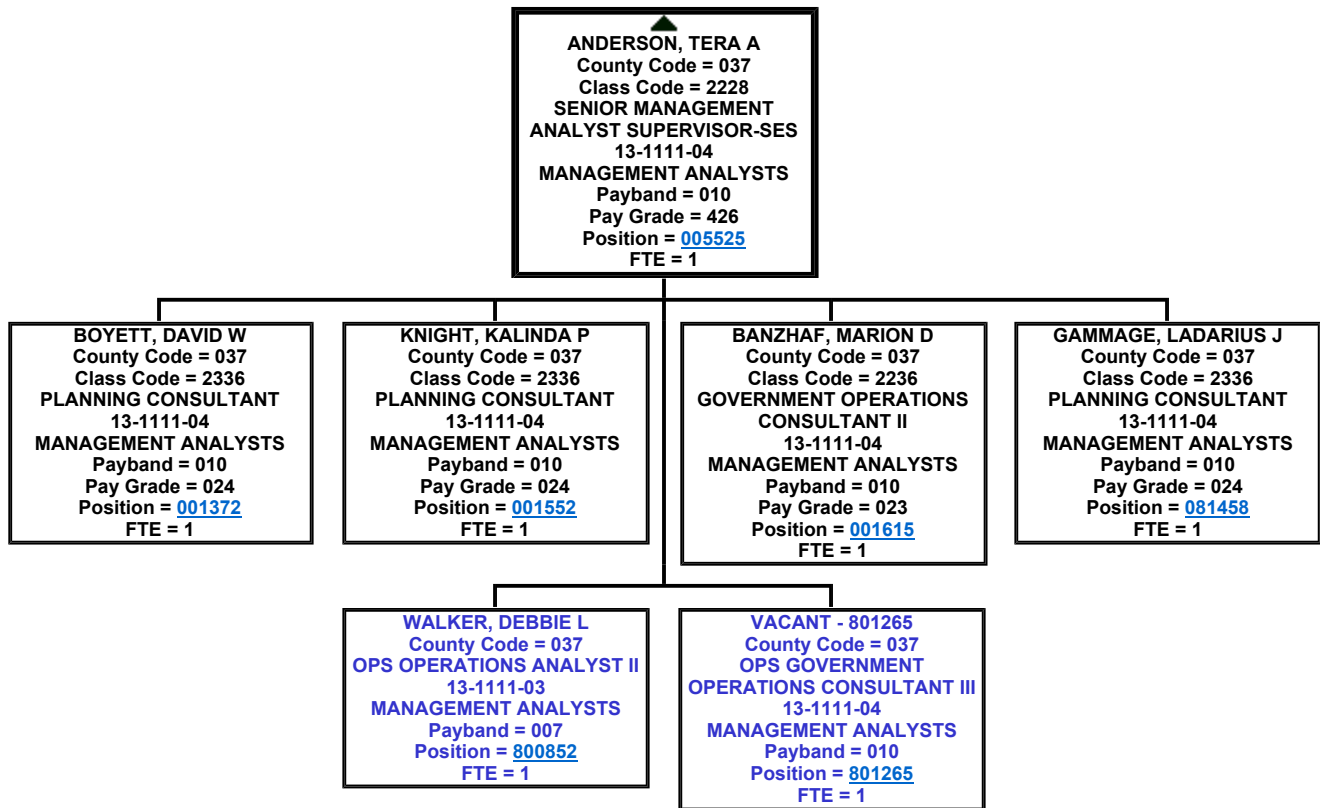 ANDERSON, TERA A
County Code = 037
Class Code = 2228
SENIOR MANAGEMENT
ANALYST SUPERVISOR-SES
13-1111-04
MANAGEMENT ANALYSTS
Payband = 010
Pay Grade = 426
Position = 005525
FTE = 1
BOYETT, DAVID W
County Code = 037
Class Code = 2336
PLANNING CONSULTANT
13-1111-04
MANAGEMENT ANALYSTS
Payband = 010
Pay Grade = 024
Position = 001372
FTE = 1
KNIGHT, KALINDA P
County Code = 037
Class Code = 2336
PLANNING CONSULTANT
13-1111-04
MANAGEMENT ANALYSTS
Payband = 010
Pay Grade = 024
Position = 001552
FTE = 1
BANZHAF, MARION D
County Code = 037
Class Code = 2236
GOVERNMENT OPERATIONS
CONSULTANT II
13-1111-04
MANAGEMENT ANALYSTS
Payband = 010
Pay Grade = 023
Position = 001615
FTE = 1
GAMMAGE, LADARIUS J
County Code = 037
Class Code = 2336
PLANNING CONSULTANT
13-1111-04
MANAGEMENT ANALYSTS
Payband = 010
Pay Grade = 024
Position = 081458
FTE = 1
WALKER, DEBBIE L
County Code = 037
OPS OPERATIONS ANALYST II
13-1111-03
MANAGEMENT ANALYSTS
Payband = 007
Position = 800852
FTE = 1
VACANT - 801265
County Code = 037
OPS GOVERNMENT
OPERATIONS CONSULTANT III
13-1111-04
MANAGEMENT ANALYSTS
Payband = 010
Position = 801265
FTE = 1